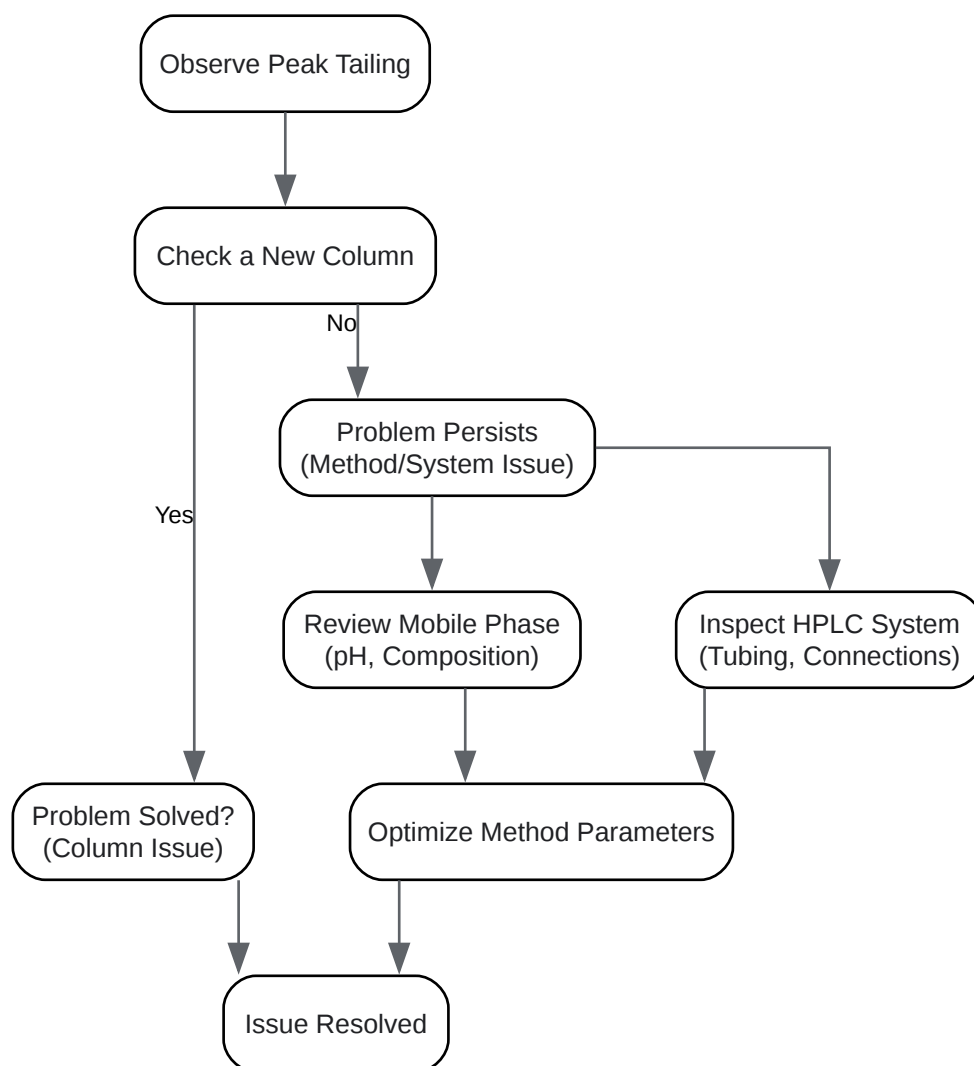 Observe Peak Tailing
Check a New Column
No
Problem Persists
(Method/System Issue)
Yes
Review Mobile Phase
(pH, Composition)
Inspect HPLC System
(Tubing, Connections)
Problem Solved?
(Column Issue)
Optimize Method Parameters
Issue Resolved